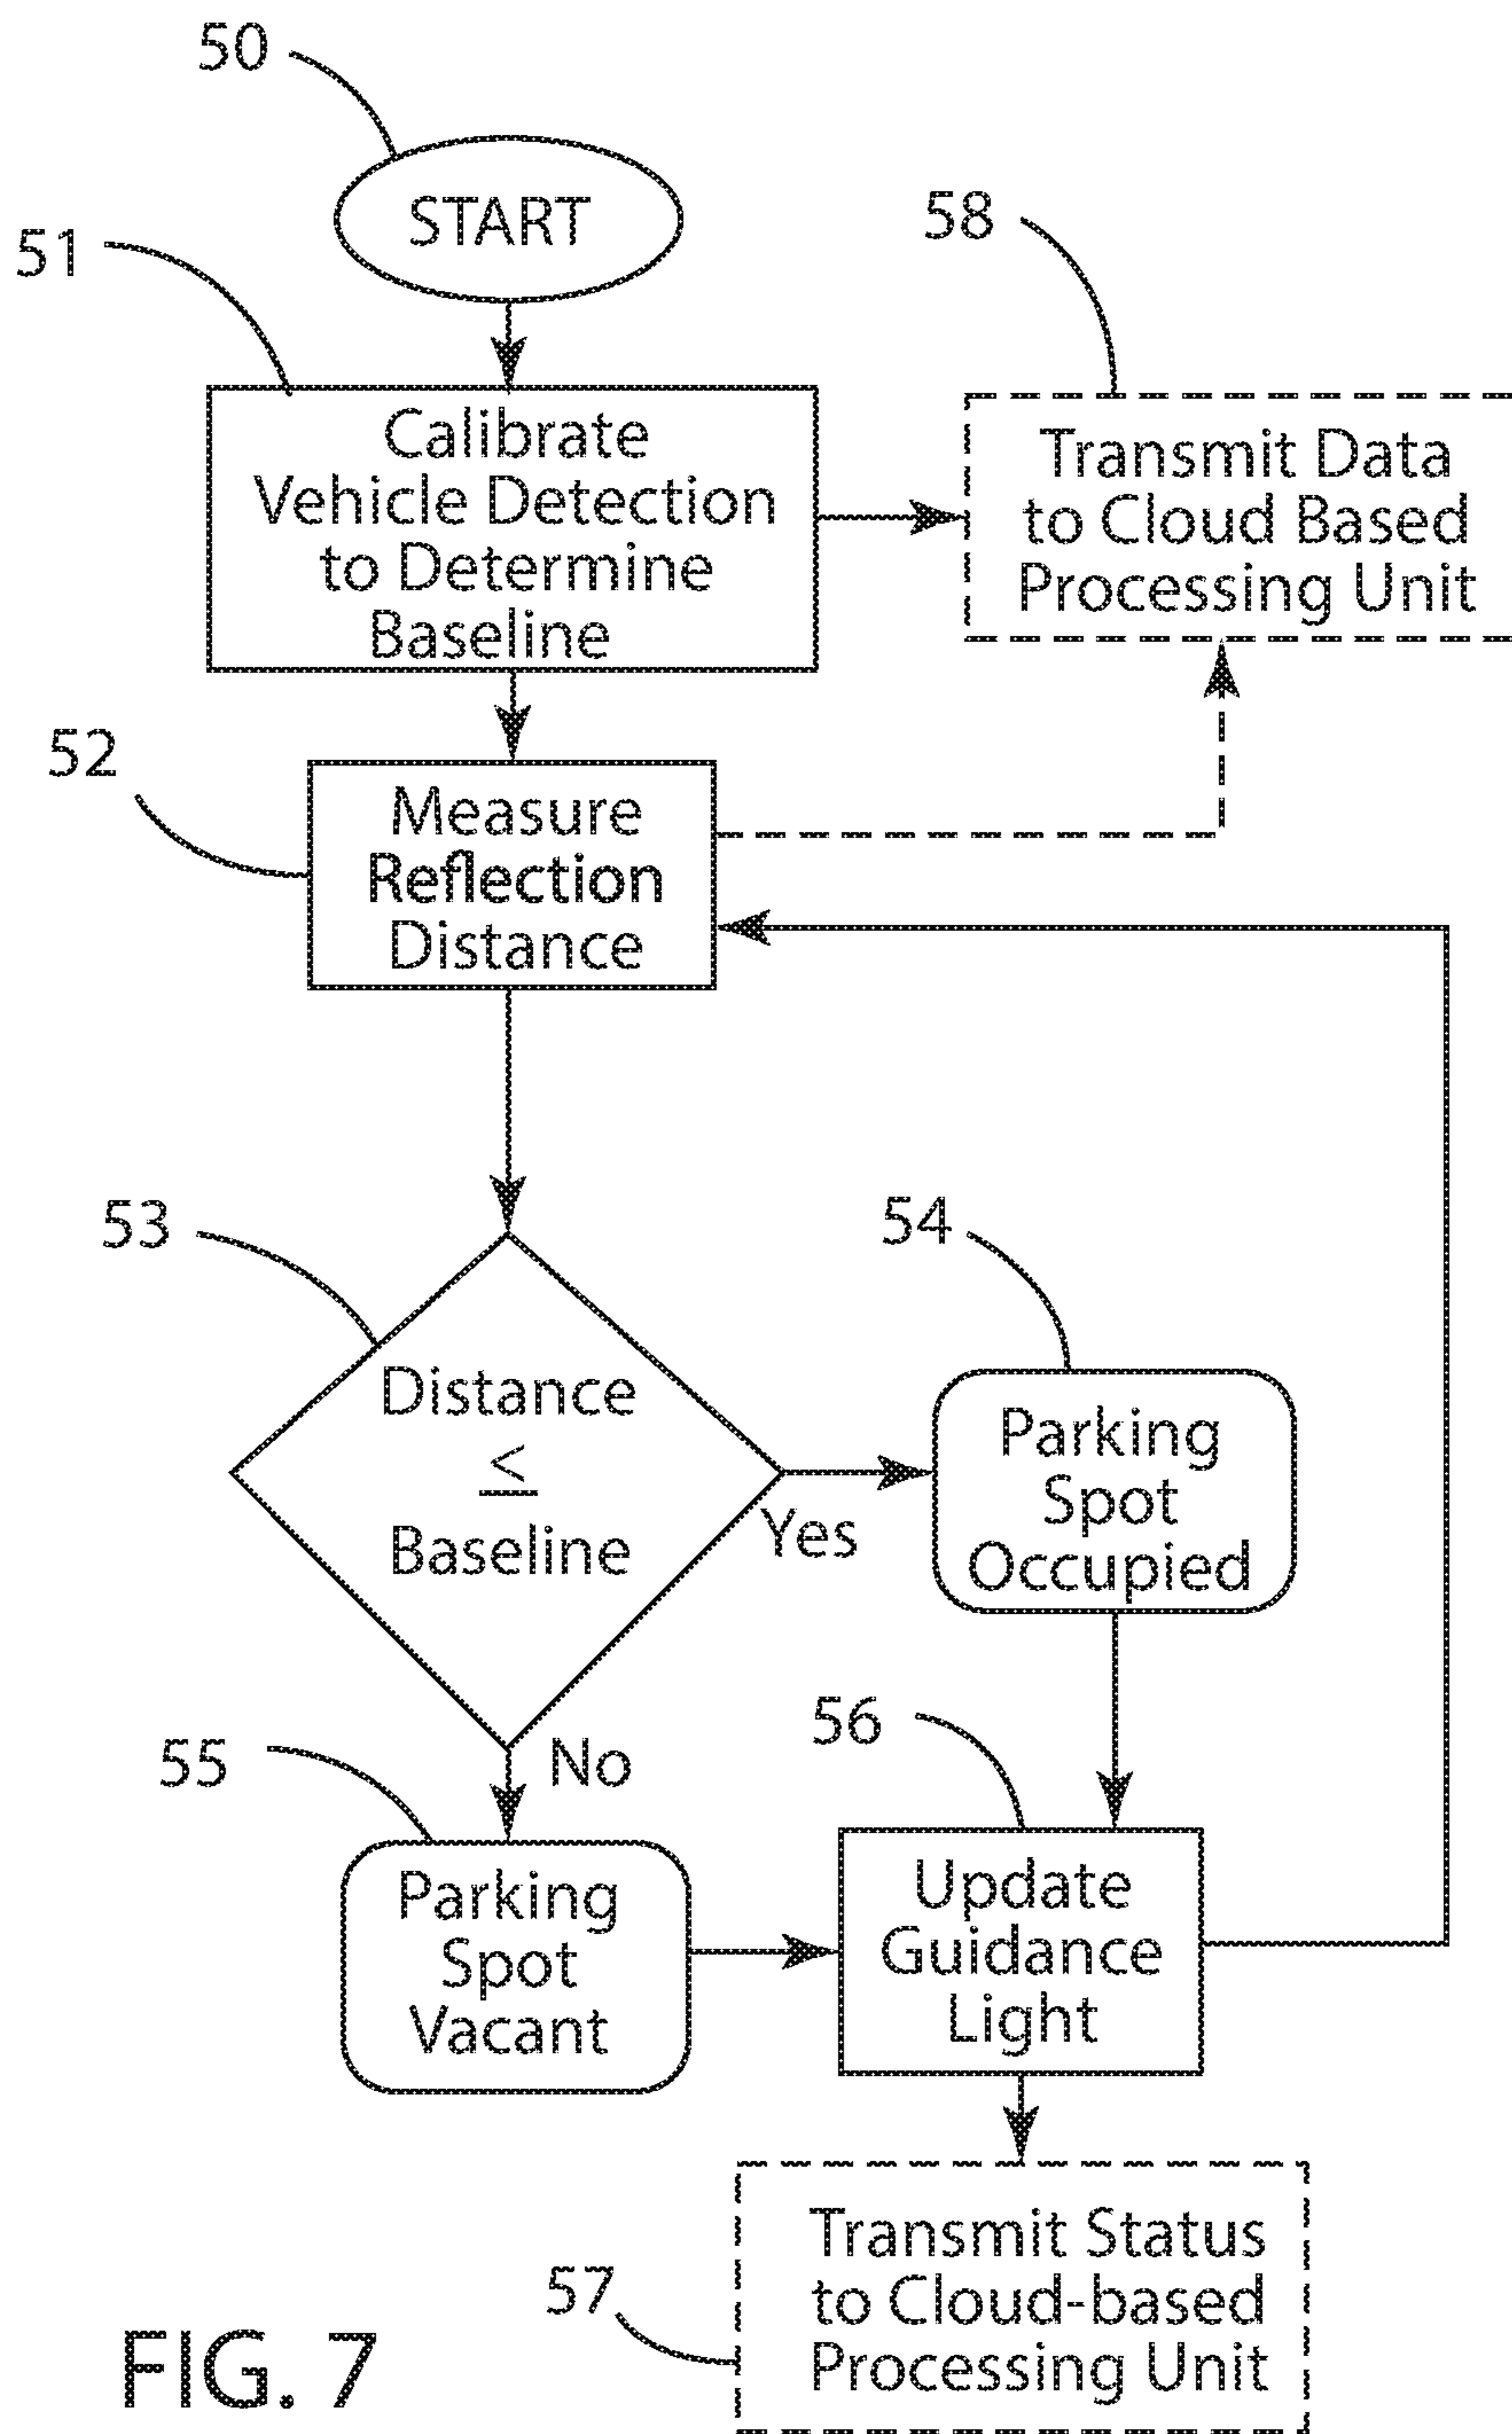 50
START
51
Calibrate
Vehicle Detection
to Determine
Baseline
58
Transmit Data
to Cloud Based
Processing Unit
52
Measure
Reflection
Distance
53
Distance
≤
Baseline
Yes
54
Parking
Spot
Occupied
No
55
Parking
Spot
Vacant
56
Update
Guidance
Light
57
Transmit Status
to Cloud-based
Processing Unit
FIG. 7